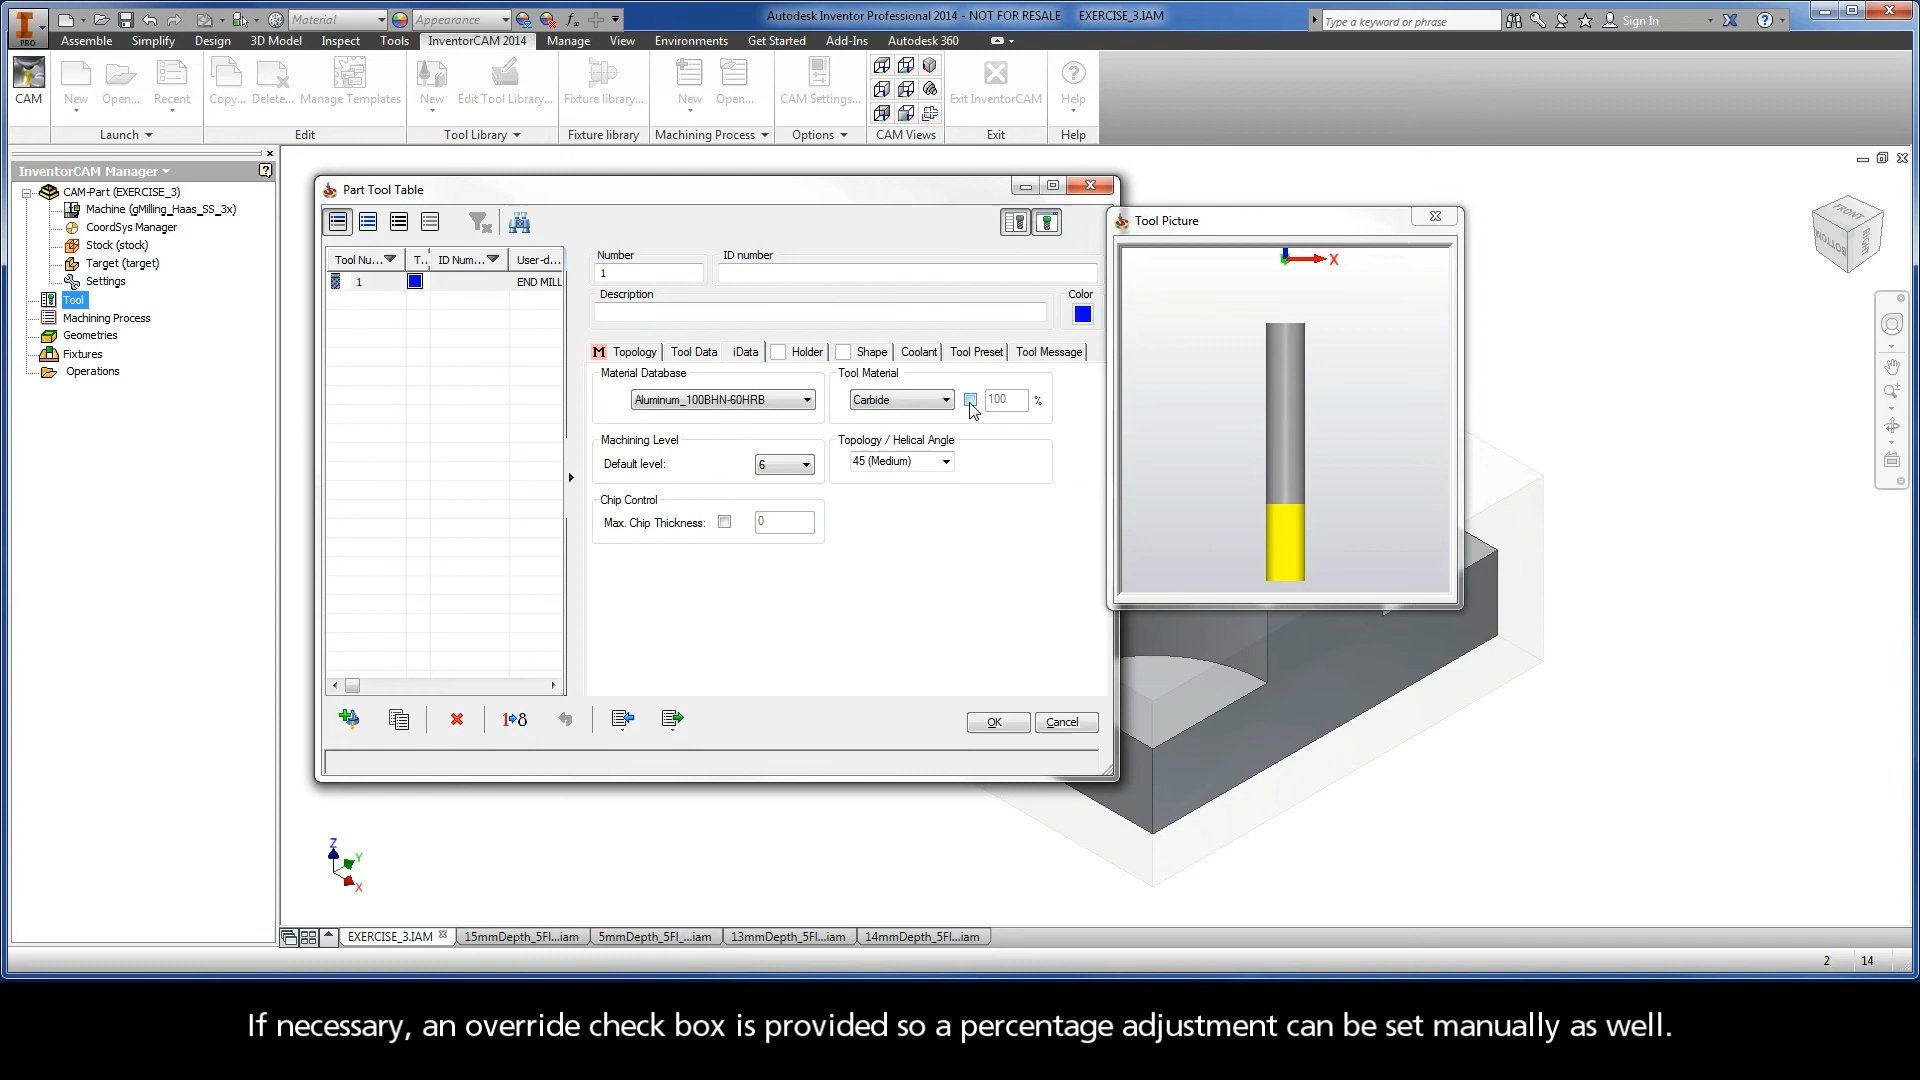 Material
Appearance
Autodesk Inventor Professional 2014 - NOT FOR RESALE EXERCISE_3.IAM
Type a keyword or phrase
Sign In
PRO
Assemble Simplify Design 3D Model Inspect Tools InventorCAM 2014 Manage View Environments Get Started Add-Ins Autodesk 360
CAM New Open... Recent Copy... Delete... Manage Templates New Edit Tool Library... Fixture library... New Open... CAM Settings... Exit InventorCAM Help
Launch Edit Tool Library Fixture library Machining Process Options CAM Views Exit Help
InventorCAM Manager
CAM-Part (EXERCISE_3)
Machine (gMilling_Haas_SS_3x)
CoordSys Manager
Stock (stock)
Target (target)
Settings
Tool
Machining Process
Geometries
Fixtures
Operations
Part Tool Table
Tool Nu... T.. ID Num... User-d...
1 END MILL
Number
1
ID number
Description
Color
M Topology Tool Data iData Holder Shape Coolant Tool Preset Tool Message
Material Database
Aluminum_100BHN-60HRB
Tool Material
Carbide
100 %
Machining Level
Default level: 6
Topology / Helical Angle
45 (Medium)
Chip Control
Max. Chip Thickness: 0
1 8
OK
Cancel
Tool Picture
X
FRONT
RIGHT
BOTTOM
Z
Y
X
EXERCISE_3.IAM 15mmDepth_5Fl...iam 5mmDepth_5Fl_...iam 13mmDepth_5Fl...iam 14mmDepth_5Fl...iam
2 14
If necessary, an override check box is provided so a percentage adjustment can be set manually as well.